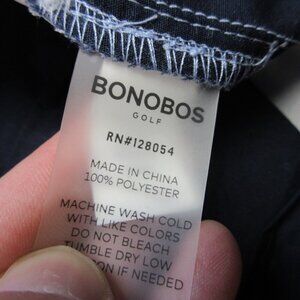 BONOBOS
GOLF
RN#128054
MADE IN CHINA
100% POLYESTER
MACHINE WASH COLD
WITH LIKE COLORS
DO NOT BLEACH
TUMBLE DRY LOW
IF NEEDED